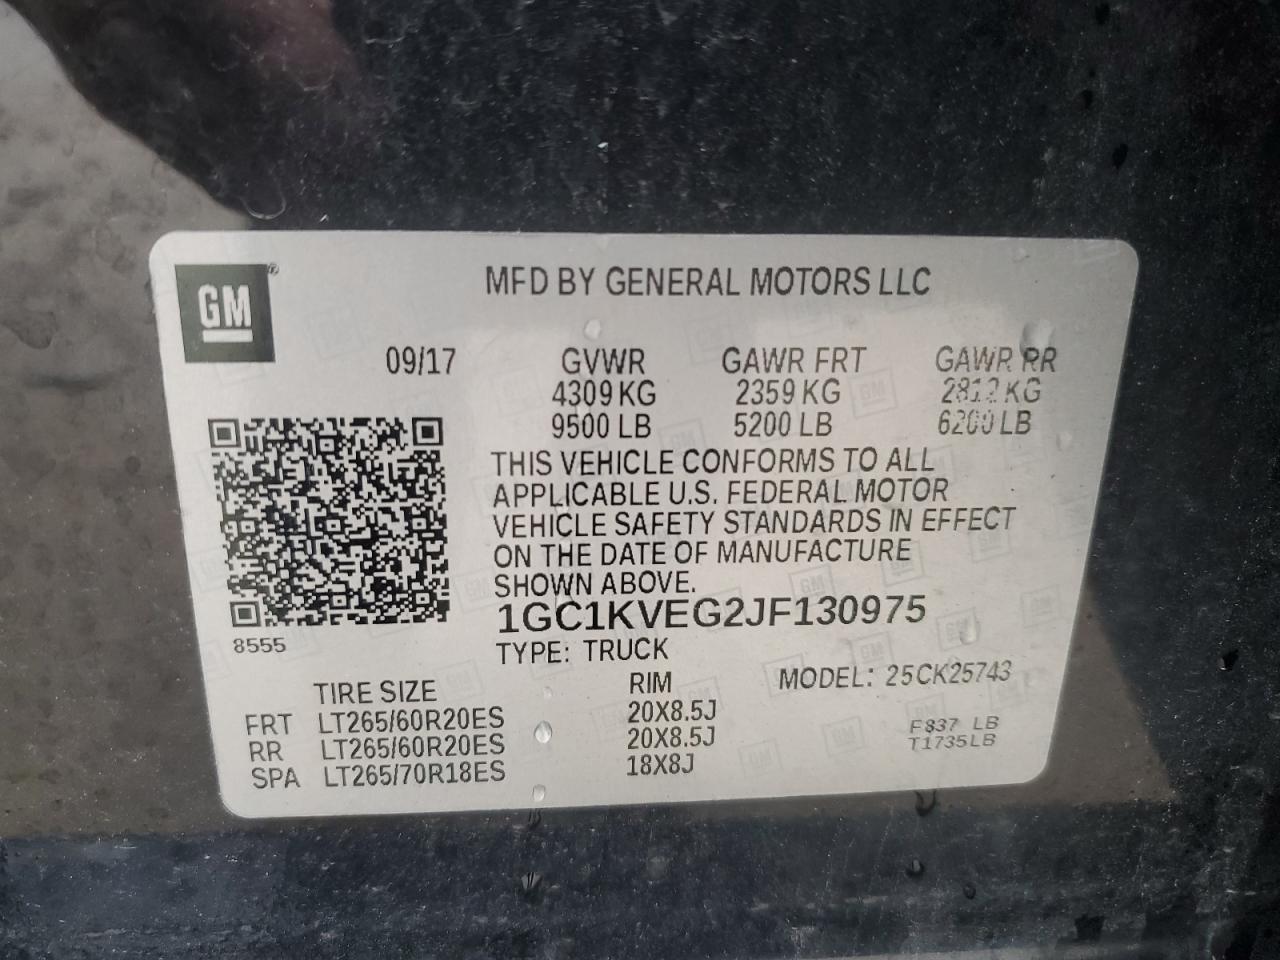 GM
MFD BY GENERAL MOTORS LLC
09/17 GVWR GAWR FRT GAWR RR
4309 KG 2359 KG 2812 KG
9500 LB 5200 LB 6200 LB
THIS VEHICLE CONFORMS TO ALL
APPLICABLE U.S. FEDERAL MOTOR
VEHICLE SAFETY STANDARDS IN EFFECT
ON THE DATE OF MANUFACTURE
SHOWN ABOVE.
1GC1KVEG2JF130975
8555
TYPE: TRUCK
MODEL: 25CK25743
TIRE SIZE RIM
FRT LT265/60R20ES 20X8.5J
RR LT265/60R20ES 20X8.5J
SPA LT265/70R18ES 18X8J
F837 LB
T1735LB